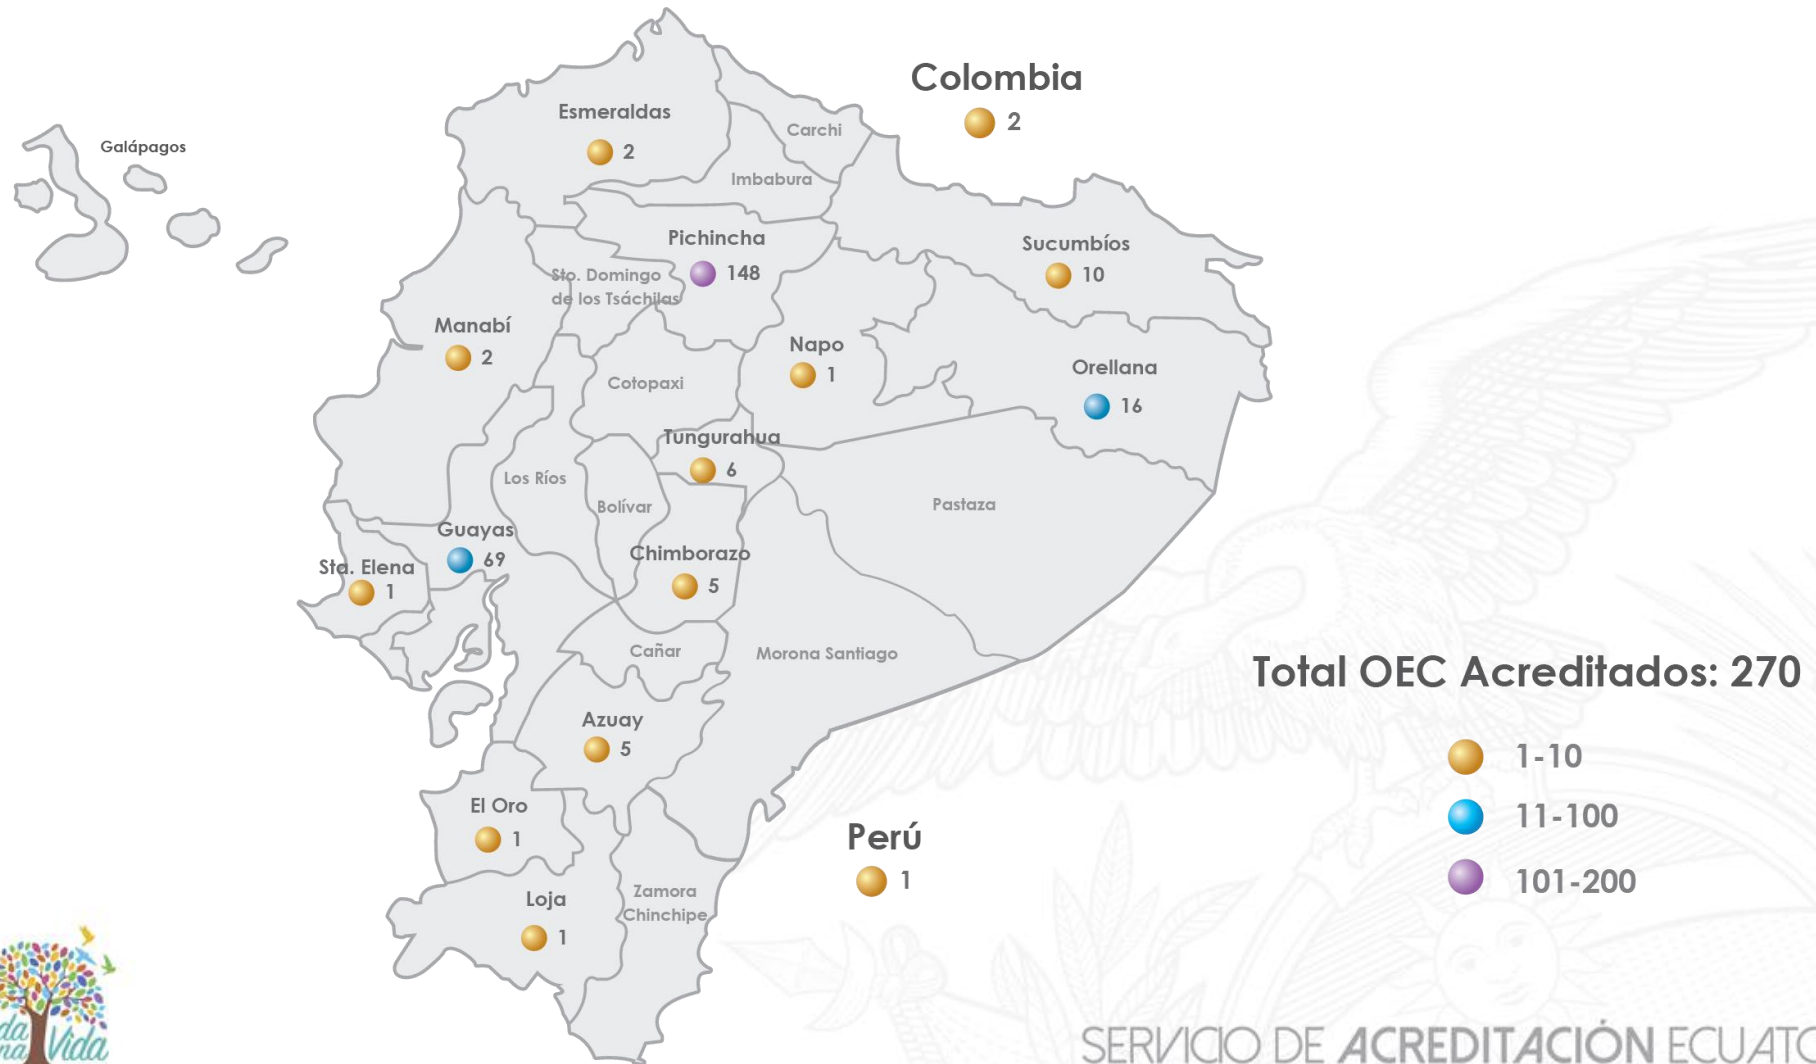 Colombia
2
Esmeraldas
2
Carchi
Galápagos
Imbabura
Pichincha
148
Sucumbíos
10
Sto. Domingo
de los Tsáchilas
Manabí
2
Napo
1
Orellana
16
Cotopaxi
Tungurahua
6
Los Ríos
Bolívar
Pastaza
Guayas
69
Sta. Elena
1
Chimborazo
5
Cañar
Morona Santiago
Total OEC Acreditados: 270
Azuay
5
1-10
El Oro
1
11-100
Perú
1
101-200
Zamora
Chinchipe
Loja
1
Vida
SERVICIO DE ACREDITACIÓN ECUATO